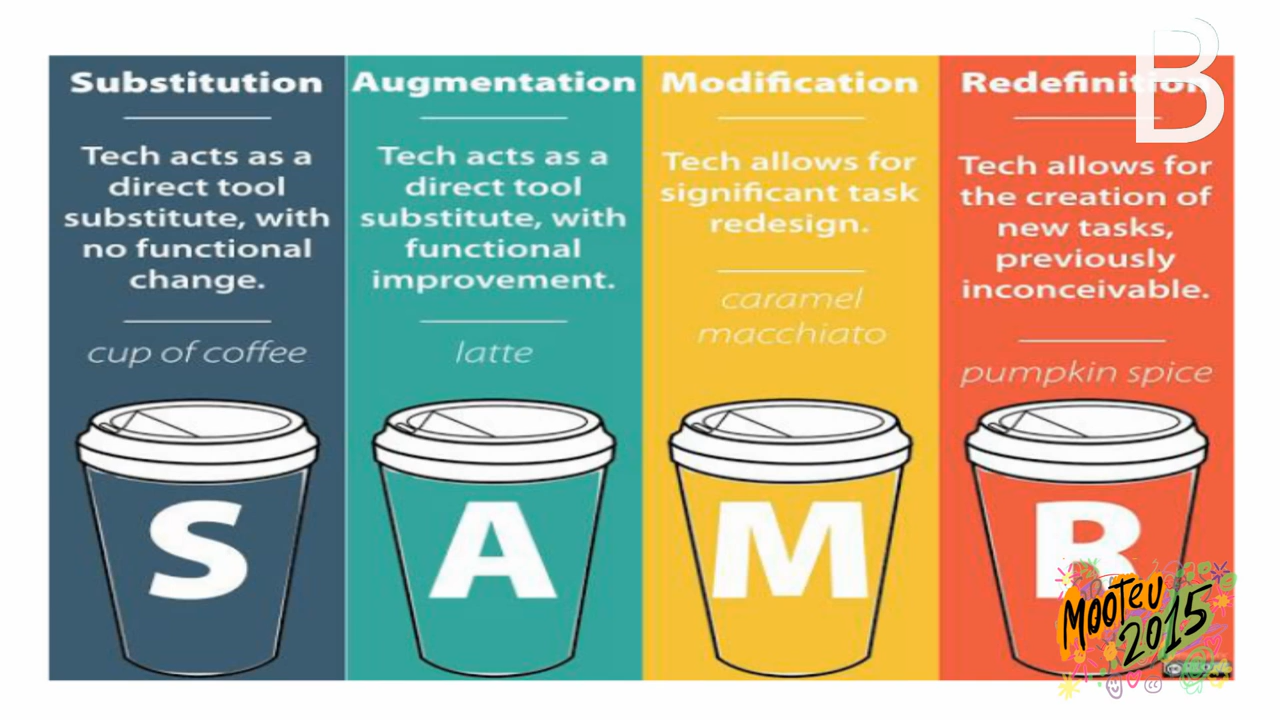 B
Substitution
Tech acts as a
direct tool
substitute, with
no functional
change.
cup of coffee
S
Augmentation
Tech acts as a
direct tool
substitute, with
functional
improvement.
latte
A
Modification
Tech allows for
significant task
redesign.
caramel
macchiato
M
Redefinition
Tech allows for
the creation of
new tasks,
previously
inconceivable.
pumpkin spice
R
Mooteu
2015